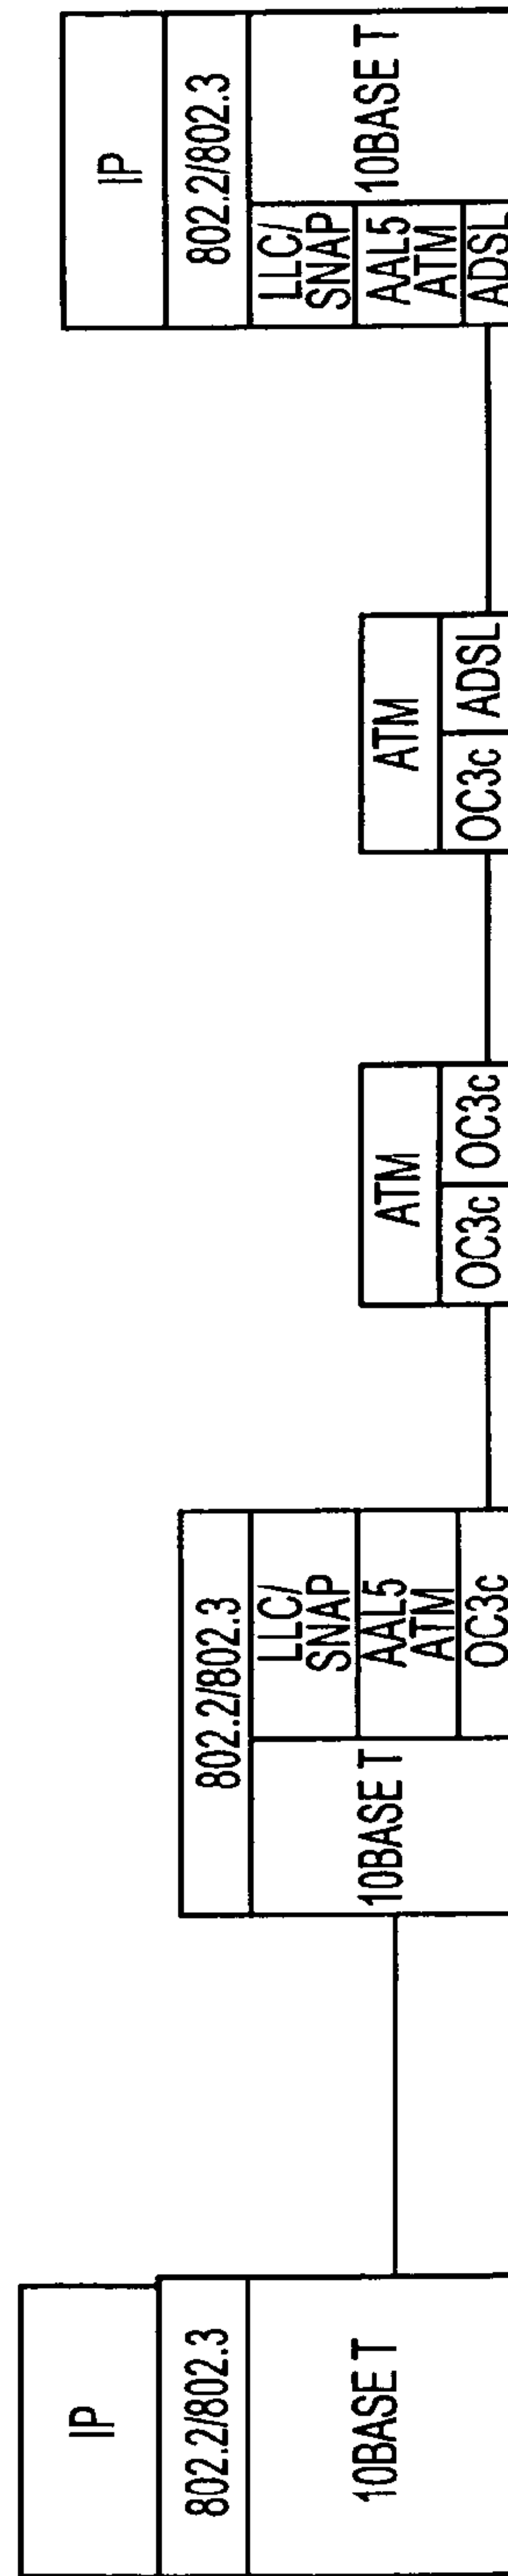 IP
802.2/802.3
10BASE T
802.2/802.3
10BASE T
LLC/
SNAP
AAL5
ATM
OC3c
ATM
OC3c
OC3c
ATM
OC3c
ADSL
IP
802.2/802.3
LLC/
SNAP
AAL5
ATM
ADSL
10BASE T